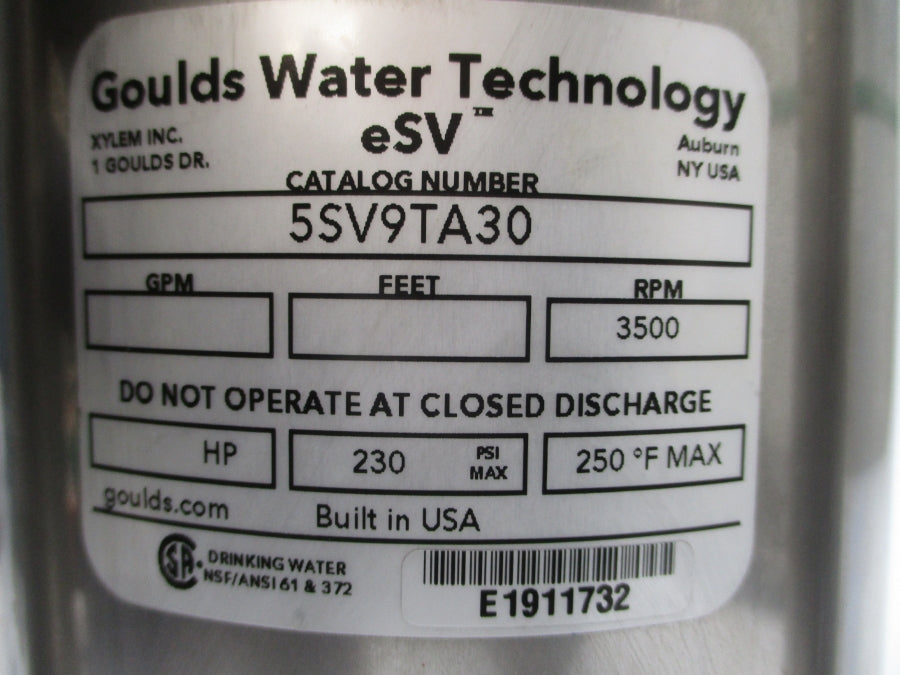 Goulds Water Technology
eSV™
XYLEM INC.
1 GOULDS DR.
Auburn
NY USA
CATALOG NUMBER
5SV9TA30
GPM FEET RPM
3500
DO NOT OPERATE AT CLOSED DISCHARGE
HP 230 PSI MAX 250 °F MAX
goulds.com Built in USA
SA DRINKING WATER
NSF/ANSI 61 & 372
E1911732